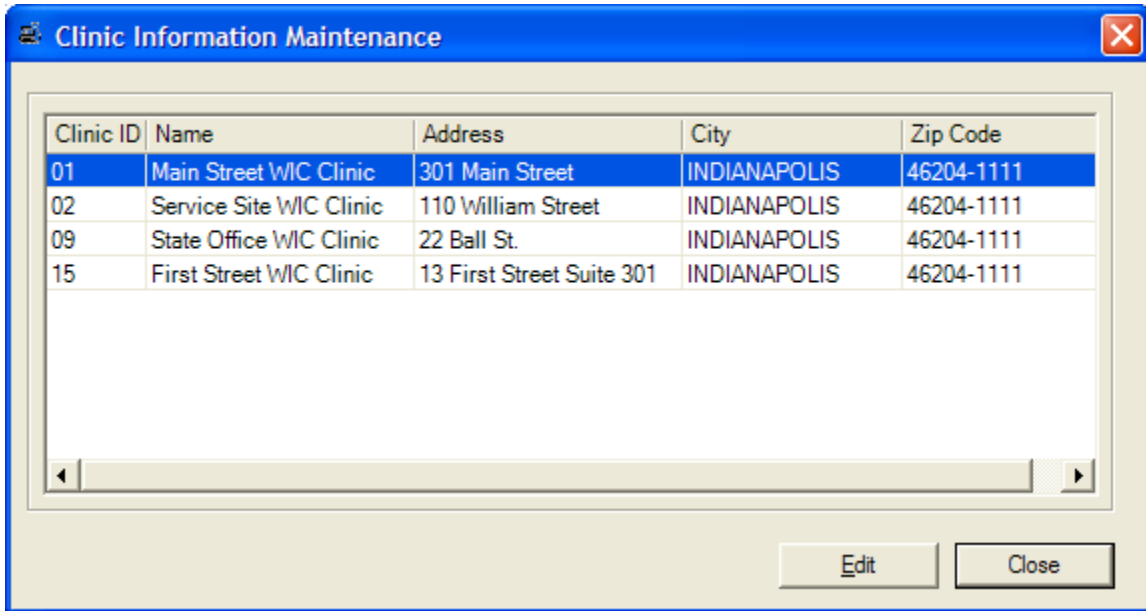 Clinic Information Maintenance
Clinic ID Name Address City Zip Code
01 Main Street WIC Clinic 301 Main Street INDIANAPOLIS 46204-1111
02 Service Site WIC Clinic 110 William Street INDIANAPOLIS 46204-1111
09 State Office WIC Clinic 22 Ball St. INDIANAPOLIS 46204-1111
15 First Street WIC Clinic 13 First Street Suite 301 INDIANAPOLIS 46204-1111
Edit Close